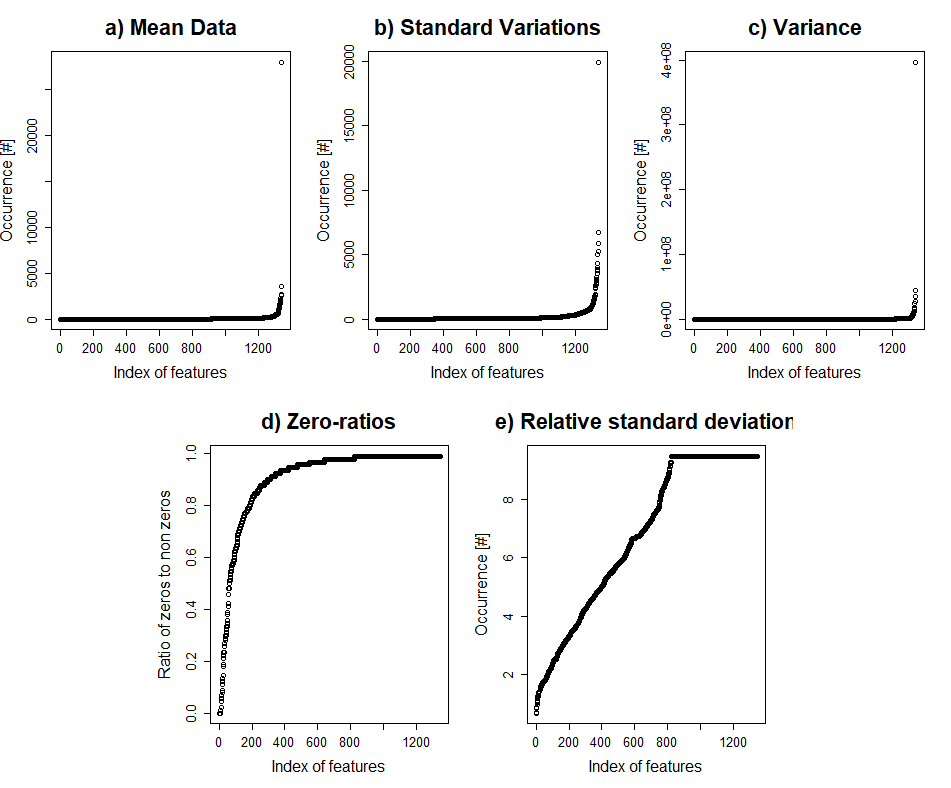 a) Mean Data
b) Standard Variations
c) Variance
Occurrence [#]
0
5000
10000
20000
0 200 400 600 800 1200
Index of features
Occurrence [#]
0
5000
10000
15000
20000
0 200 400 600 800 1200
Index of features
Occurrence [#]
0e+00
1e+08
2e+08
3e+08
4e+08
0 200 400 600 800 1200
Index of features
d) Zero-ratios
e) Relative standard deviation
Ratio of zeros to non zeros
0.0
0.2
0.4
0.6
0.8
1.0
0 200 400 600 800 1200
Index of features
Occurrence [#]
2
4
6
8
0 200 400 600 800 1200
Index of features